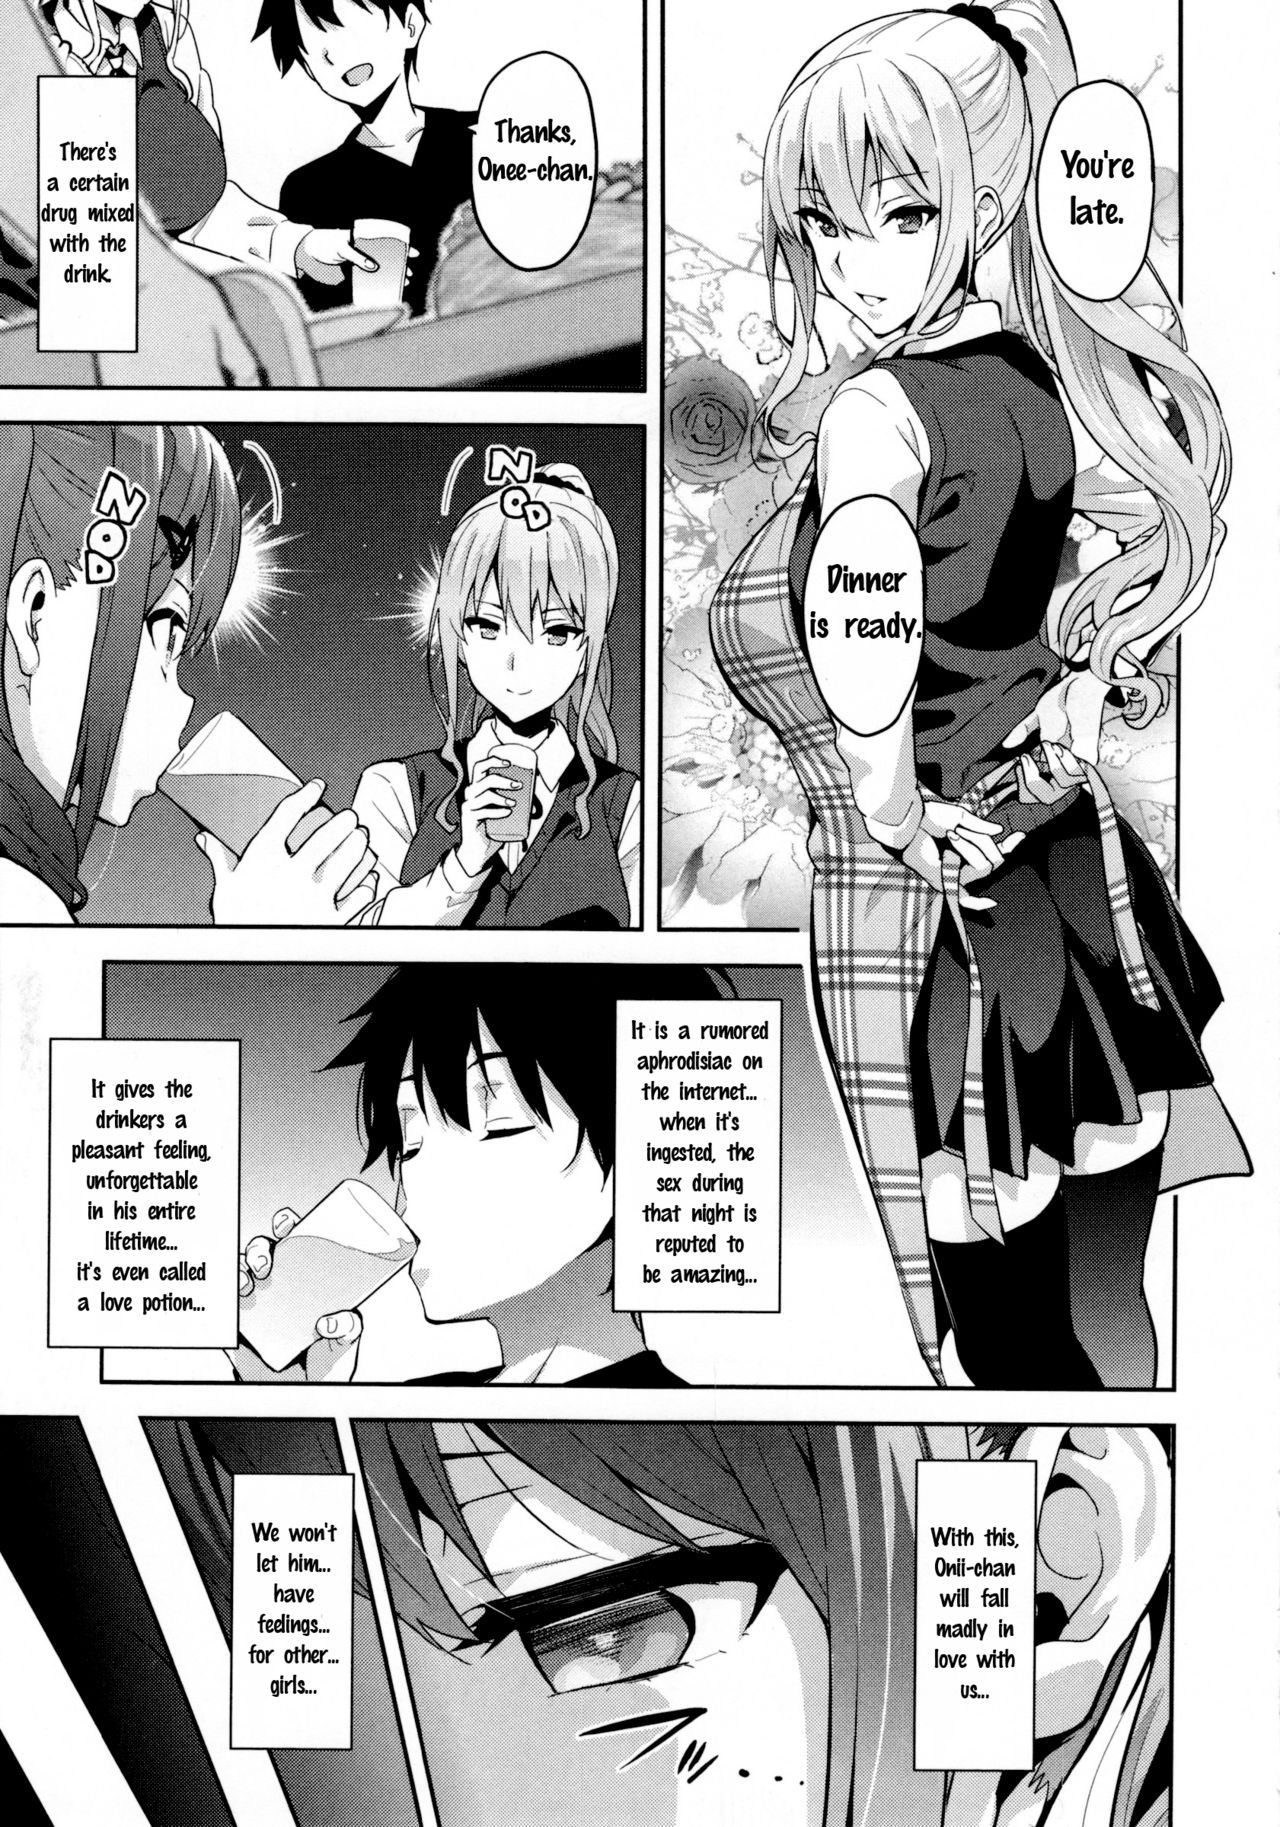 You're
late.
Dinner
is ready.
Thanks,
Onee-chan.
There's
a certain
drug mixed
with the
drink.
NOD
NOD
It is a rumored
aphrodisiac on
the internet...
when it's
ingested, the
sex during
that night is
reputed to
be amazing...
It gives the
drinkers a
pleasant feeling,
unforgettable
in his entire
lifetime...
it's even called
a love potion...
With this,
Onii-chan
will fall
madly in
love with
us...
We won't
let him...
have
feelings...
for other...
girls...